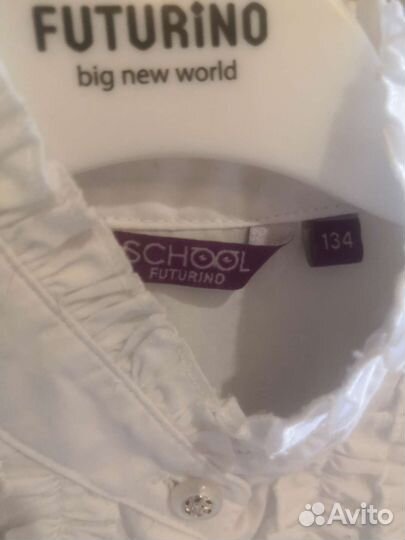 FUTURINO
big new world
SCHOOL
FUTURINO
134
Avito